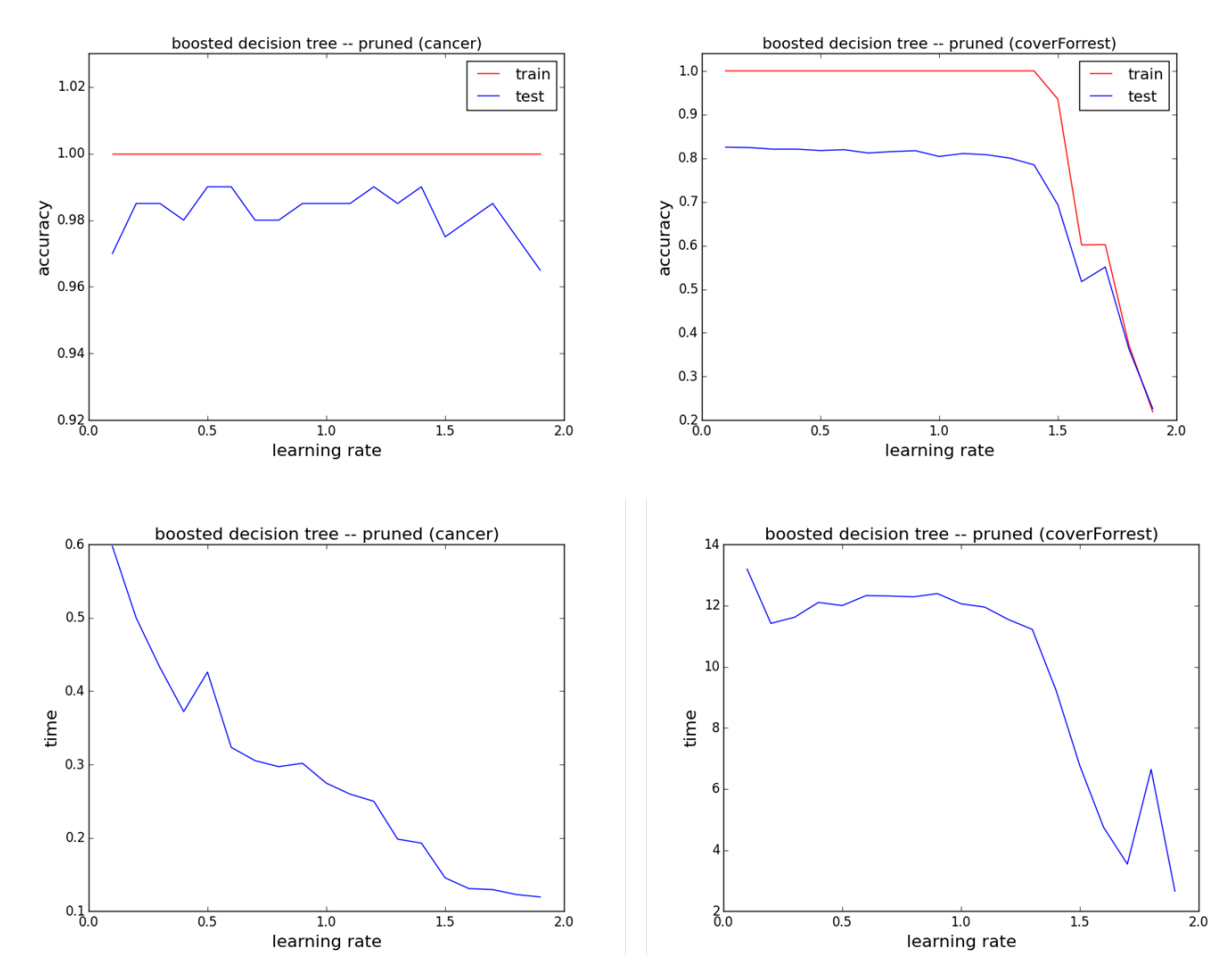 boosted decision tree -- pruned (cancer)
1.02
1.00
0.98
0.96
0.94
0.92
accuracy
train
test
0.0 0.5 1.0 1.5 2.0
learning rate
boosted decision tree -- pruned (coverForrest)
1.0
0.9
0.8
0.7
0.6
0.5
0.4
0.3
0.2
accuracy
train
test
0.0 0.5 1.0 1.5 2.0
learning rate
boosted decision tree -- pruned (cancer)
0.6
0.5
0.4
0.3
0.2
0.1
time
0.0 0.5 1.0 1.5 2.0
learning rate
boosted decision tree -- pruned (coverForrest)
14
12
10
8
6
4
2
time
0.0 0.5 1.0 1.5 2.0
learning rate